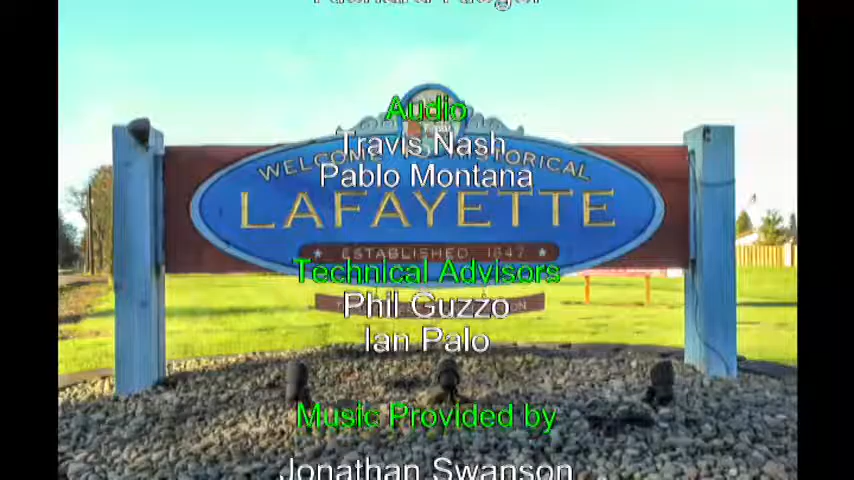 Audio
Travis Nash
WELCOME TO HISTORICAL
Pablo Montana
LAFAYETTE
ESTABLISHED 1847
Technical Advisors
Phil Guzzo
Ian Palo
Music Provided by
Jonathan Swanson